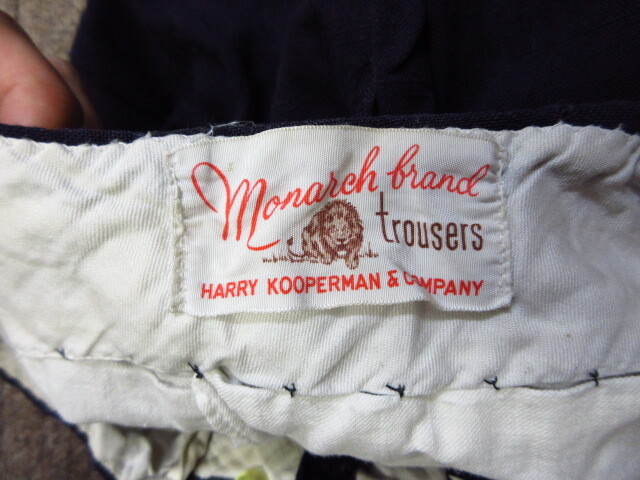 Monarch brand
trousers
HARRY KOOPERMAN & COMPANY